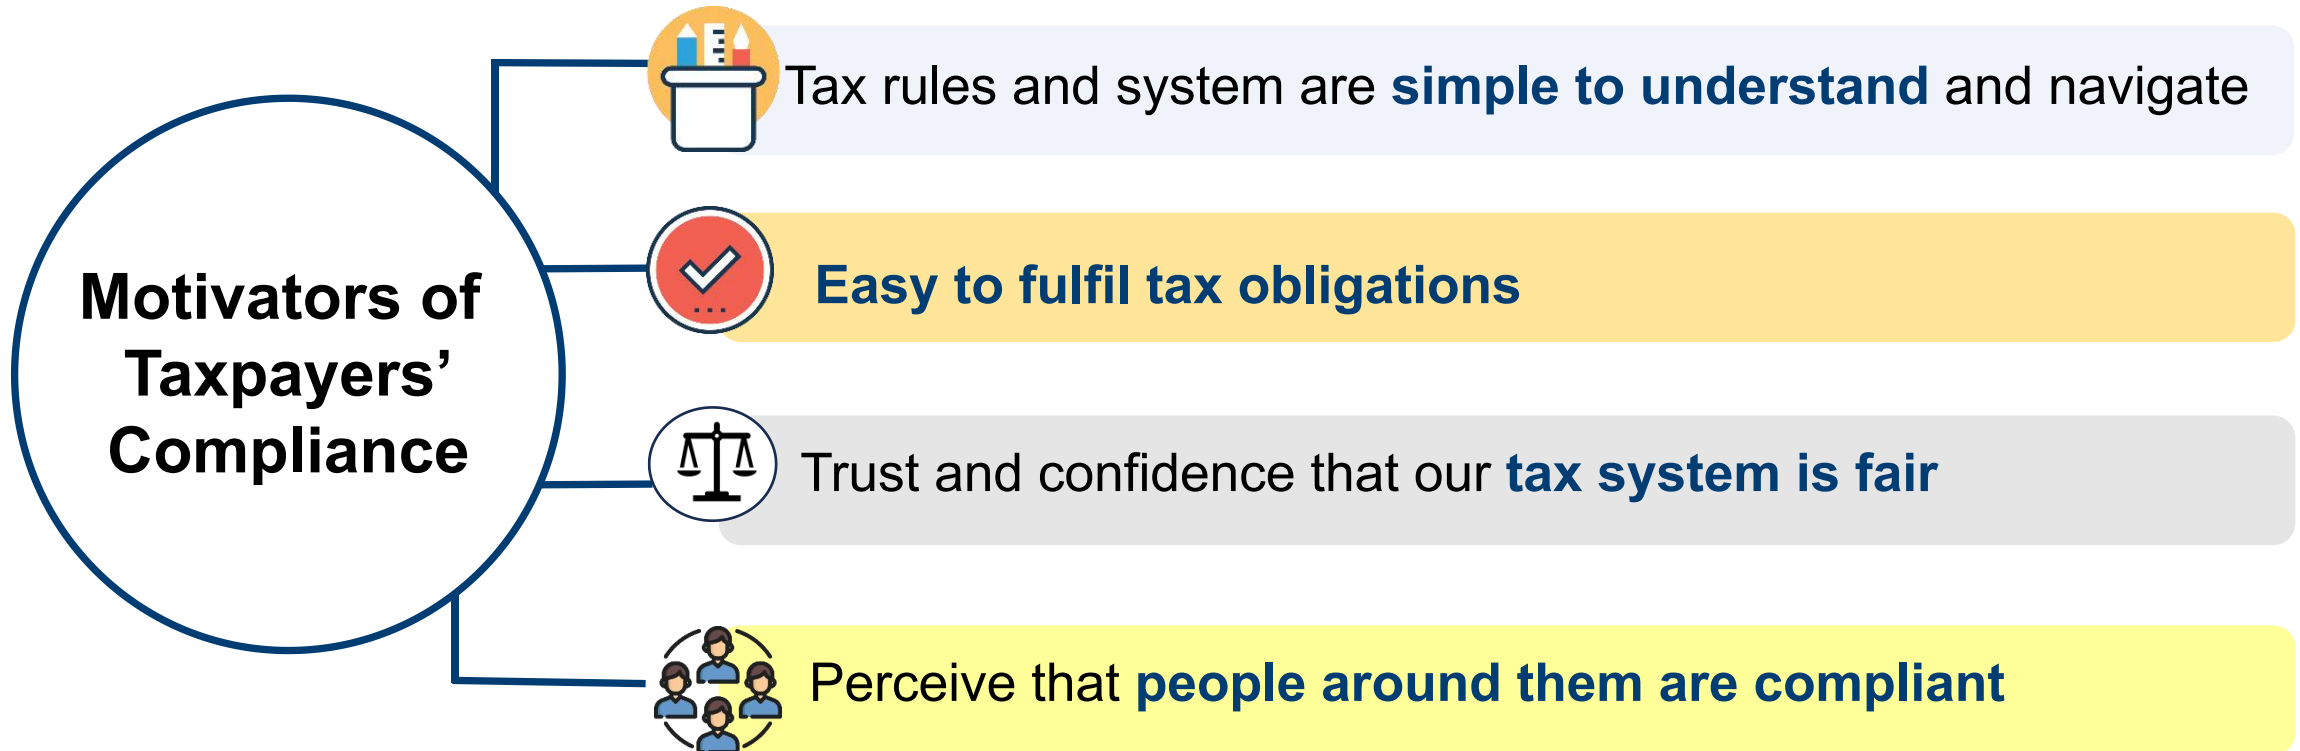 Motivators of
Taxpayers’
Compliance
Tax rules and system are simple to understand and navigate
Easy to fulfil tax obligations
Trust and confidence that our tax system is fair
Perceive that people around them are compliant